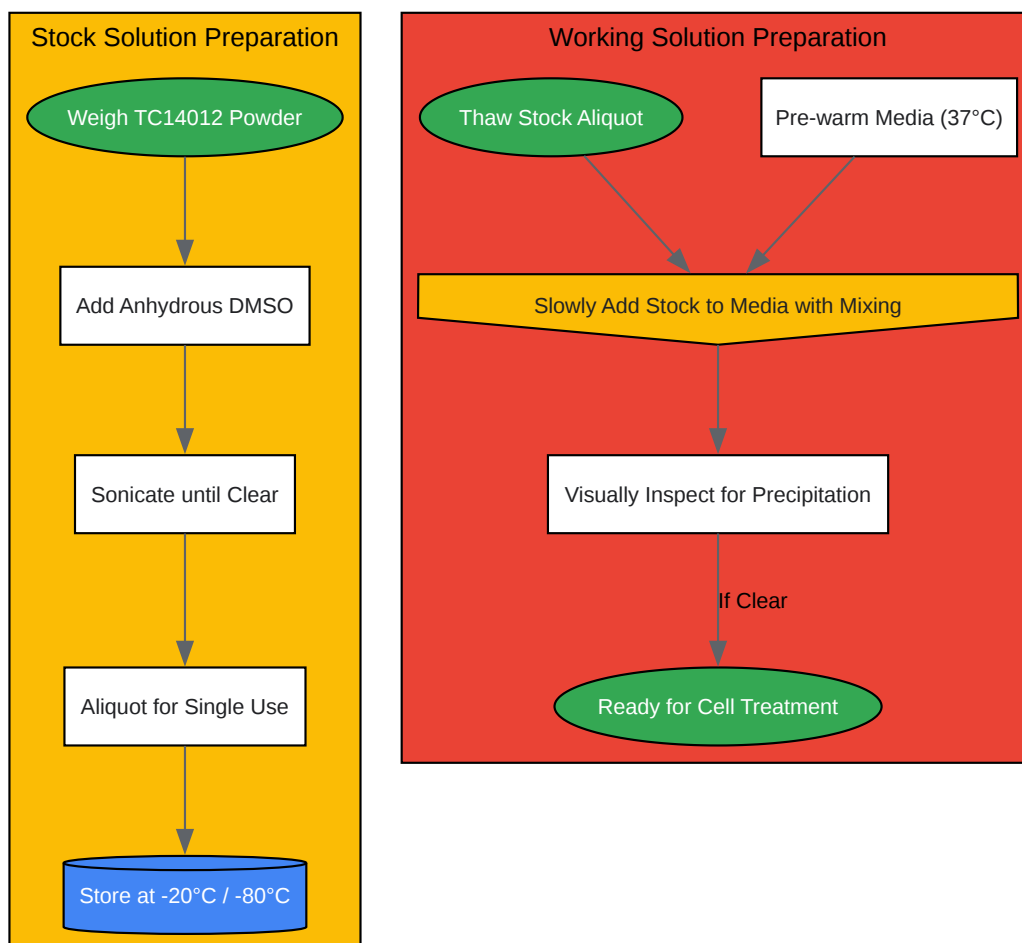 Stock Solution Preparation
Weigh TC14012 Powder
Add Anhydrous DMSO
Sonicate until Clear
Aliquot for Single Use
Store at -20°C / -80°C
Working Solution Preparation
Thaw Stock Aliquot
Pre-warm Media (37°C)
Slowly Add Stock to Media with Mixing
Visually Inspect for Precipitation
If Clear
Ready for Cell Treatment